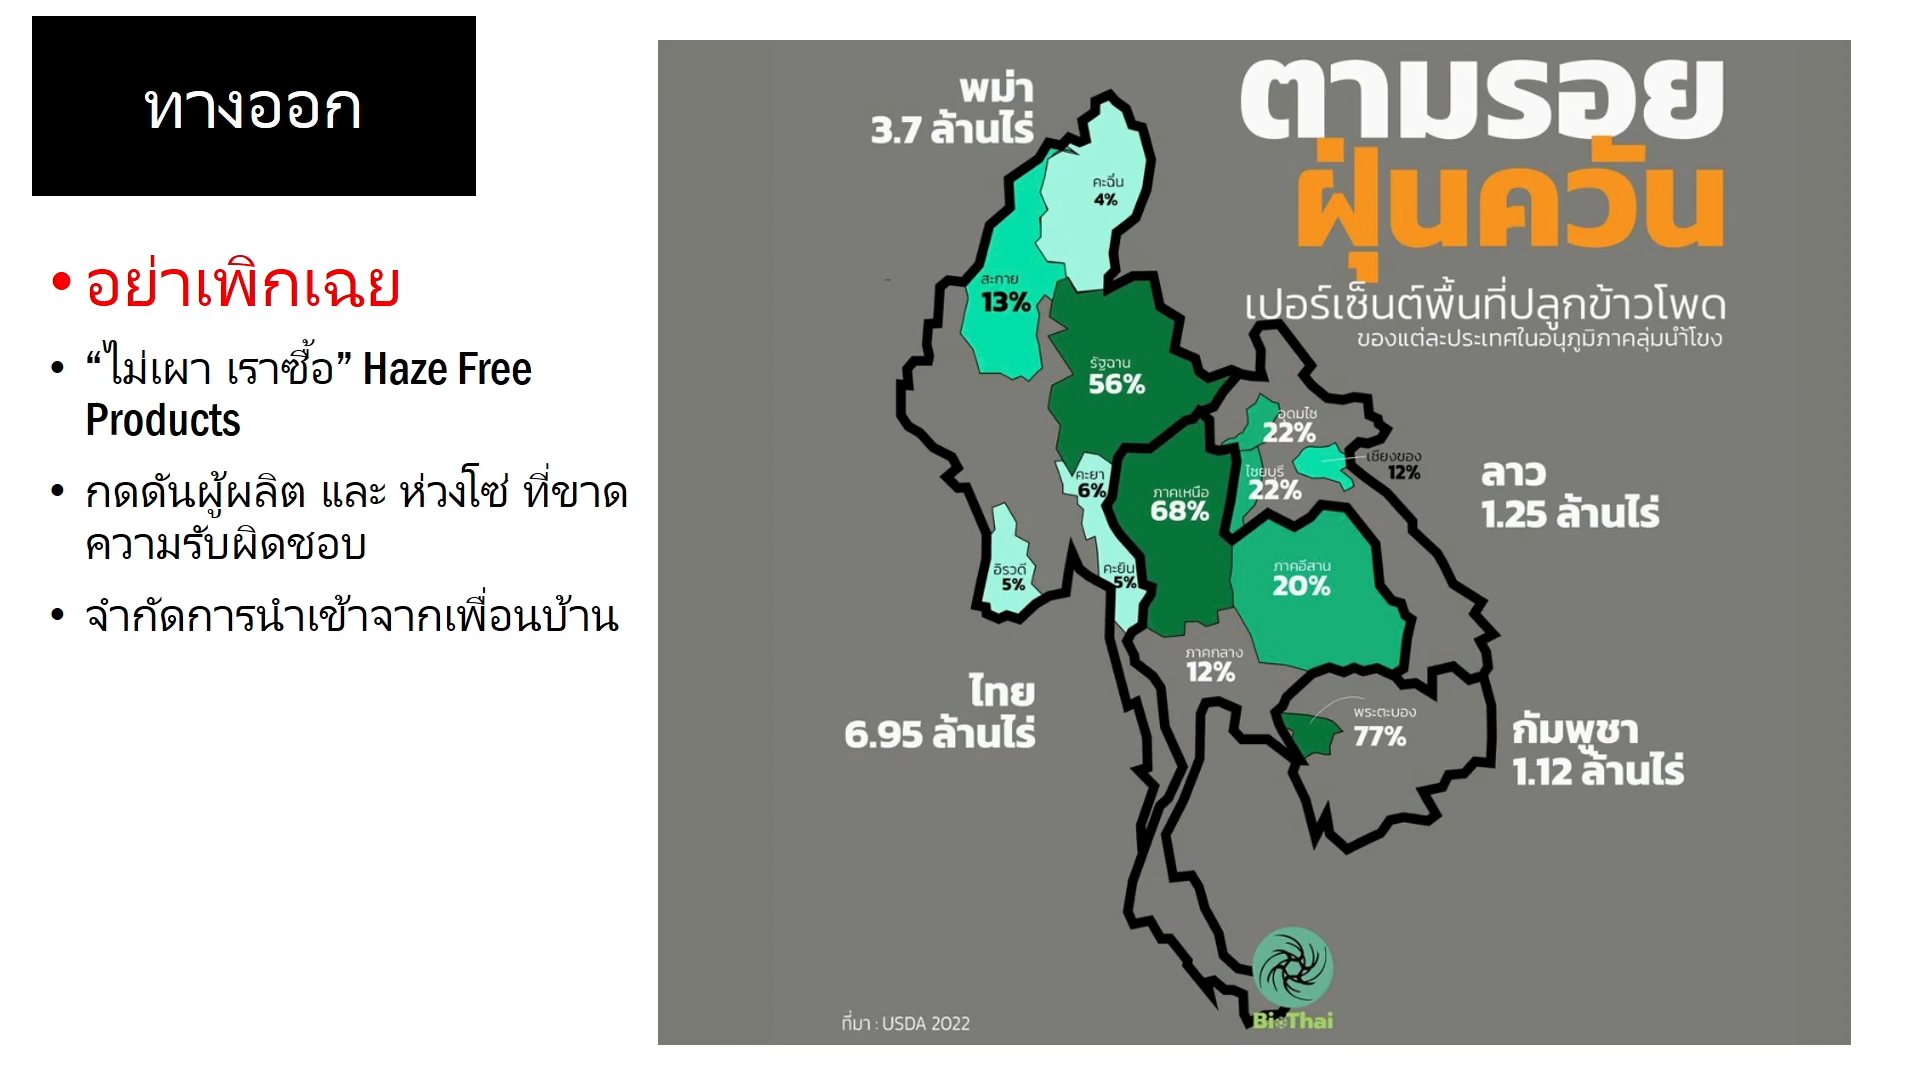 ทางออก
• อย่าเพิกเฉย
• “ไม่เผา เราซื้อ” Haze Free
Products
• กดดันผู้ผลิต และ ห่วงโซ่ ที่ขาด
ความรับผิดชอบ
• จำกัดการนำเข้าจากเพื่อนบ้าน
ตามรอย
ฝุ่นควัน
เปอร์เซ็นต์พื้นที่ปลูกข้าวโพด
ของแต่ละประเทศในอนุภูมิภาคลุ่มน้ำโขง
พม่า
3.7 ล้านไร่
คะฉิ่น
4%
สะกาย
13%
รัฐฉาน
56%
คะยา
6%
อิรวดี
5%
คะยิน
5%
อุดมไช
22%
เชียงของ
12%
ไชยบุรี
22%
ลาว
1.25 ล้านไร่
ภาคเหนือ
68%
ภาคอีสาน
20%
ภาคกลาง
12%
ไทย
6.95 ล้านไร่
พระตะบอง
77%
กัมพูชา
1.12 ล้านไร่
ที่มา : USDA 2022
BioThai